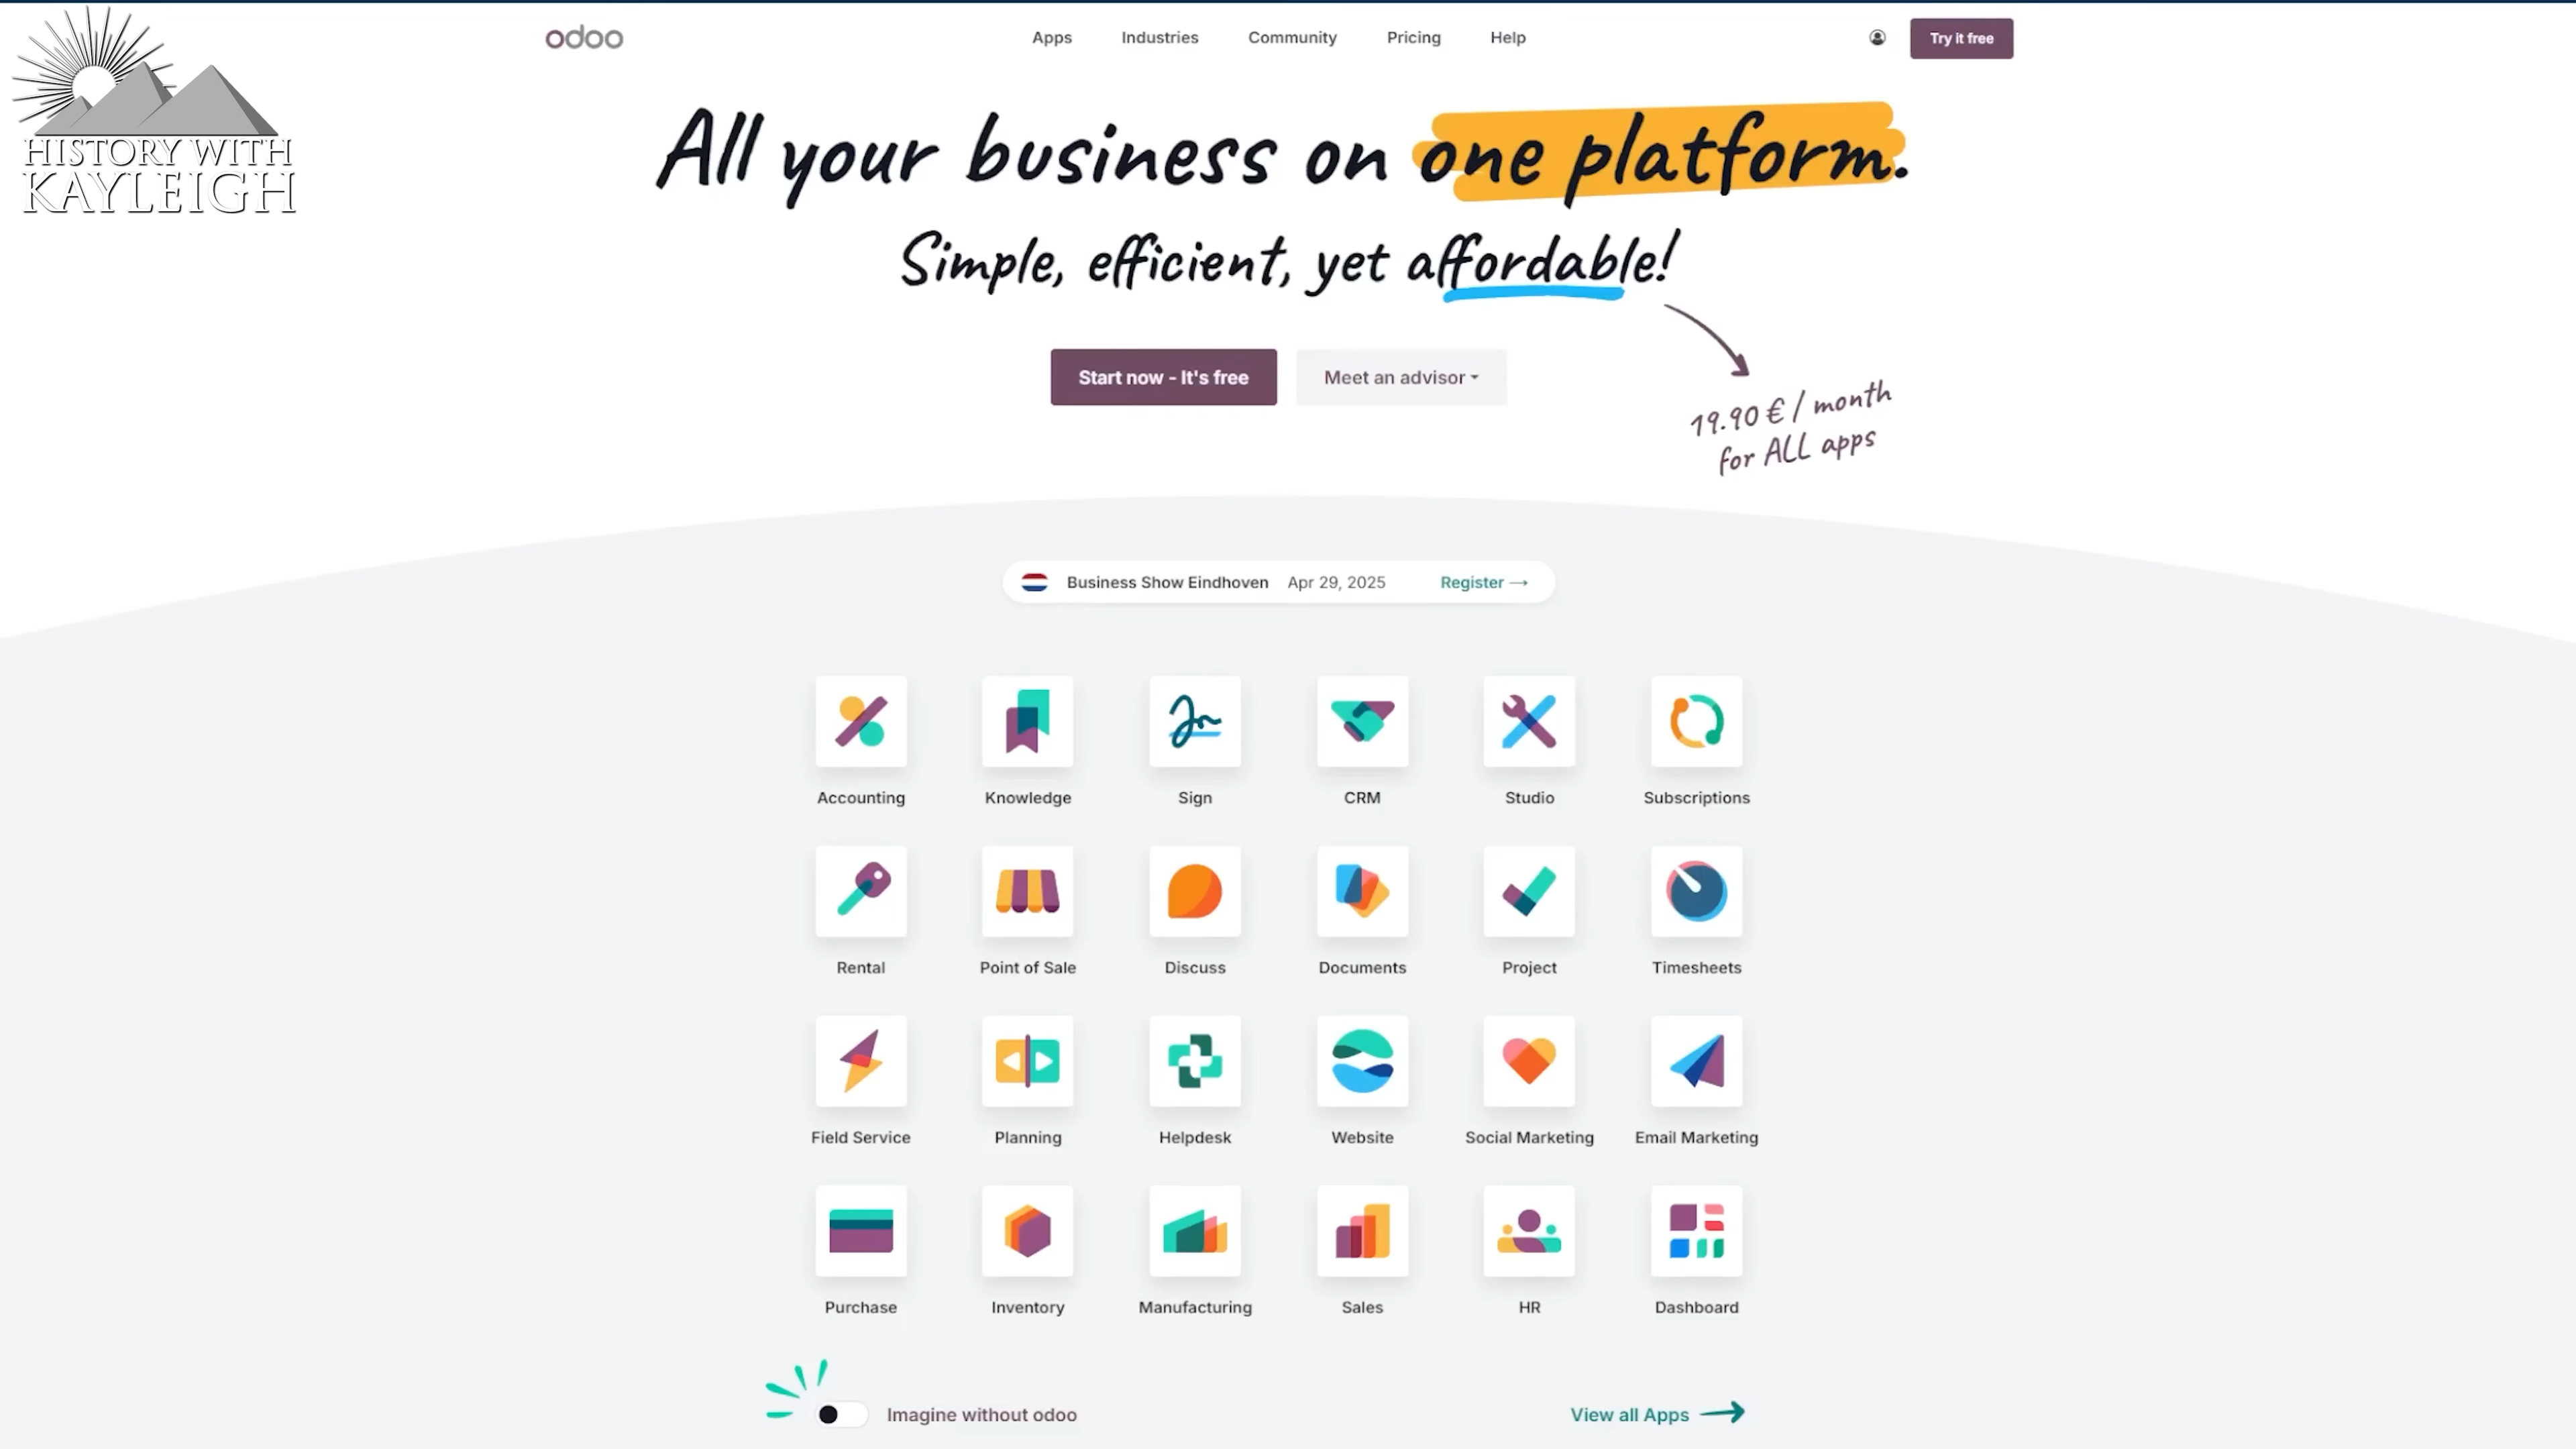 HISTORY WITH
KAYLEIGH
odoo
Apps Industries Community Pricing Help
Try it free
All your business on one platform.
Simple, efficient, yet affordable!
Start now - It's free Meet an advisor
19.90 € / month
for ALL apps
Business Show Eindhoven Apr 29, 2025 Register →
Accounting Knowledge Sign CRM Studio Subscriptions
Rental Point of Sale Discuss Documents Project Timesheets
Field Service Planning Helpdesk Website Social Marketing Email Marketing
Purchase Inventory Manufacturing Sales HR Dashboard
Imagine without odoo View all Apps